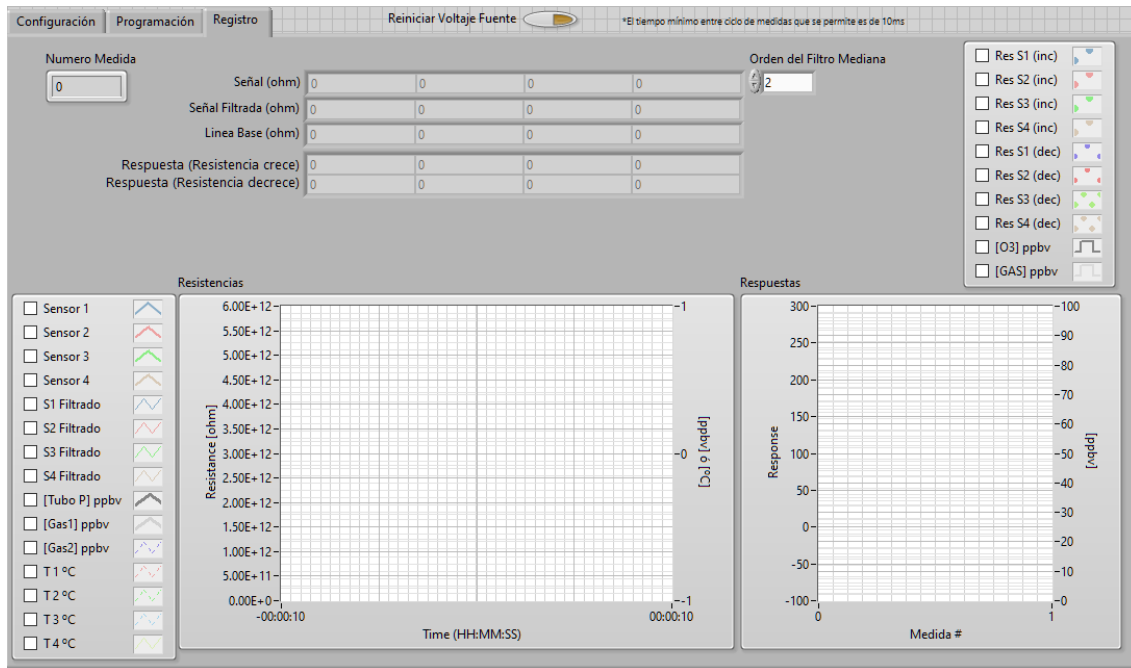 Configuración Programación Registro
Reiniciar Voltaje Fuente
*El tiempo mínimo entre ciclo de medidas que se permite es de 10ms
Numero Medida
0
Señal (ohm) 0 0 0 0
Señal Filtrada (ohm) 0 0 0 0
Linea Base (ohm) 0 0 0 0
Respuesta (Resistencia crece) 0 0 0 0
Respuesta (Resistencia decrece) 0 0 0 0
Orden del Filtro Mediana
2
Res S1 (inc)
Res S2 (inc)
Res S3 (inc)
Res S4 (inc)
Res S1 (dec)
Res S2 (dec)
Res S3 (dec)
Res S4 (dec)
[O3] ppbv
[GAS] ppbv
Sensor 1
Sensor 2
Sensor 3
Sensor 4
S1 Filtrado
S2 Filtrado
S3 Filtrado
S4 Filtrado
[Tubo P] ppbv
[Gas1] ppbv
[Gas2] ppbv
T 1 ºC
T 2 ºC
T 3 ºC
T 4 ºC
Resistencias
Resistance [ohm]
6.00E+12
5.50E+12
5.00E+12
4.50E+12
4.00E+12
3.50E+12
3.00E+12
2.50E+12
2.00E+12
1.50E+12
1.00E+12
5.00E+11
0.00E+0
-00:00:10 00:00:10
Time (HH:MM:SS)
1
0
-1
[ppbv] ó [ºC]
Respuestas
Response
300
250
200
150
100
50
0
-50
-100
0 1
Medida #
100
90
80
70
60
50
40
30
20
10
0
[ppbv]